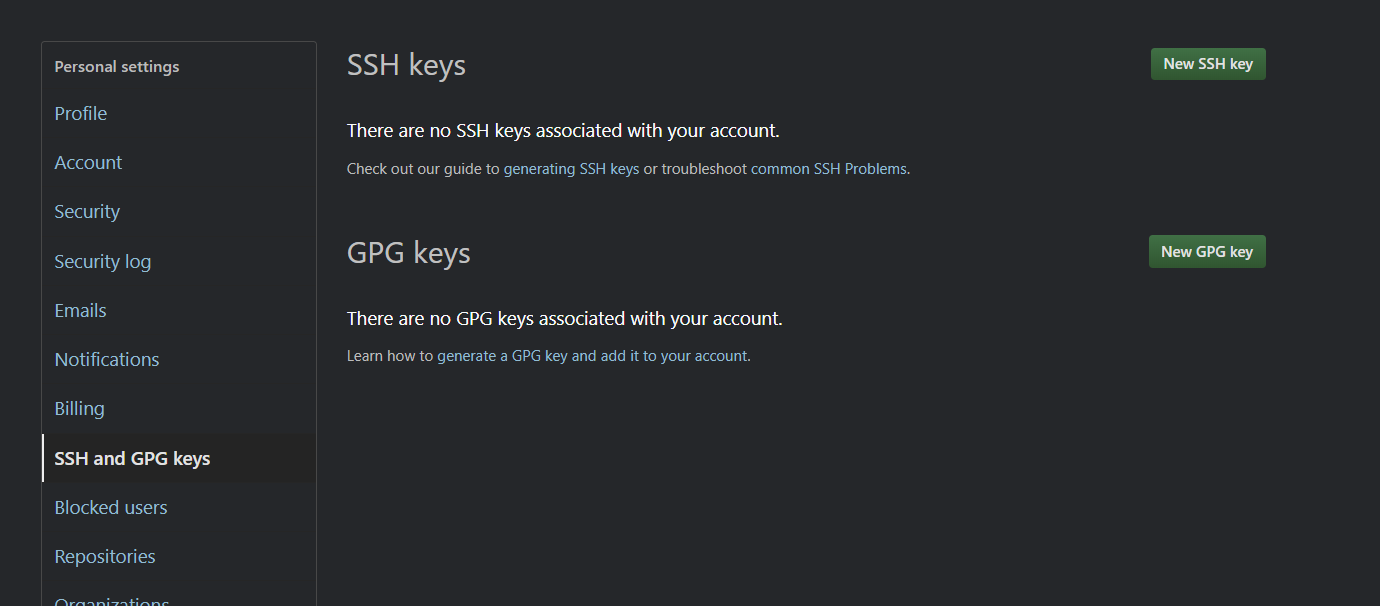 Personal settings
Profile
Account
Security
Security log
Emails
Notifications
Billing
SSH and GPG keys
Blocked users
Repositories
Organizations
SSH keys
New SSH key
There are no SSH keys associated with your account.
Check out our guide to generating SSH keys or troubleshoot common SSH Problems.
GPG keys
New GPG key
There are no GPG keys associated with your account.
Learn how to generate a GPG key and add it to your account.